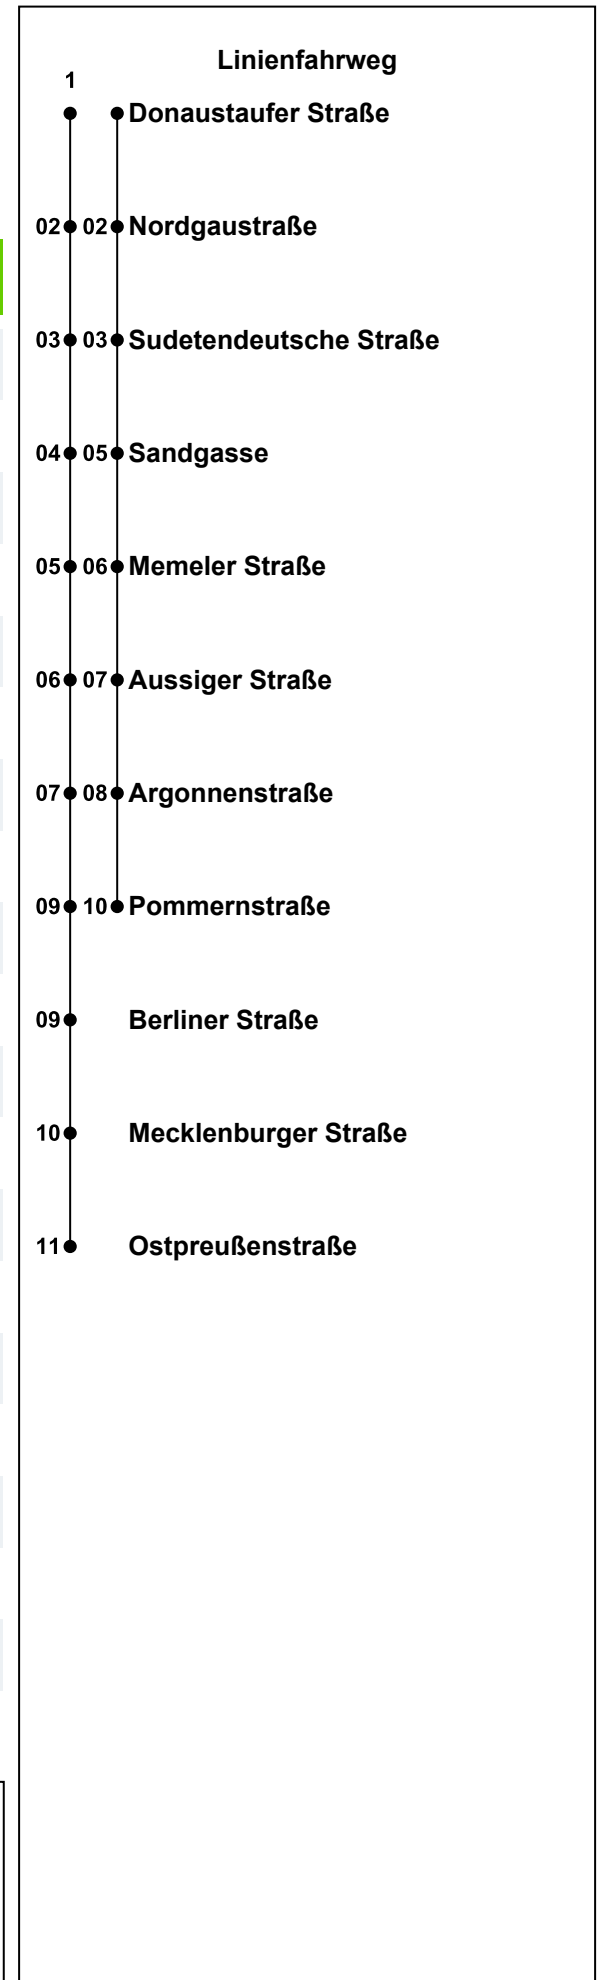 Linienfahrweg
1
Donaustaufer Straße
02 02 Nordgaustraße
03 03 Sudetendeutsche Straße
04 05 Sandgasse
05 06 Memeler Straße
06 07 Aussiger Straße
07 08 Argonnenstraße
09 10 Pommernstraße
09 Berliner Straße
10 Mecklenburger Straße
11 Ostpreußenstraße